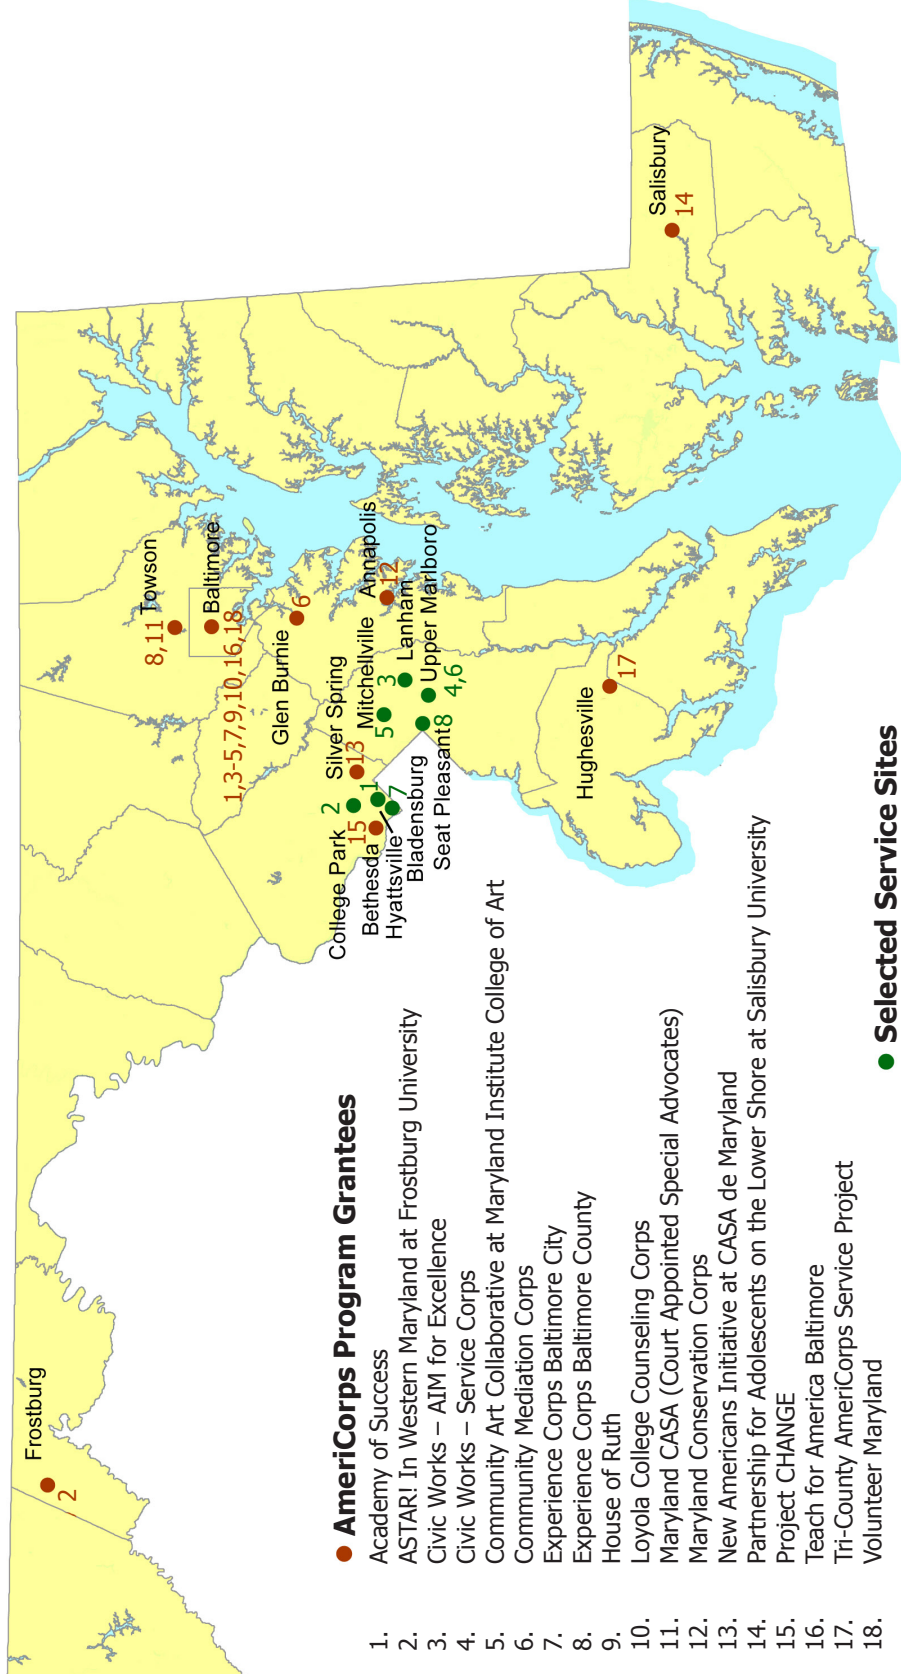 Frostburg
2
Towson
8,11
Baltimore
1,3-5,7,9,10,16,18
Glen Burnie
6
Silver Spring
13
Mitchellville
5
Annapolis
12
Lanham
3
Upper Marlboro
4,6
College Park
2
15
Bethesda
1
Hyattsville
7
Bladensburg
Seat Pleasant
8
Hughesville
17
Salisbury
14
AmeriCorps Program Grantees
1. Academy of Success
2. ASTAR! In Western Maryland at Frostburg University
3. Civic Works – AIM for Excellence
4. Civic Works – Service Corps
5. Community Art Collaborative at Maryland Institute College of Art
6. Community Mediation Corps
7. Experience Corps Baltimore City
8. Experience Corps Baltimore County
9. House of Ruth
10. Loyola College Counseling Corps
11. Maryland CASA (Court Appointed Special Advocates)
12. Maryland Conservation Corps
13. New Americans Initiative at CASA de Maryland
14. Partnership for Adolescents on the Lower Shore at Salisbury University
15. Project CHANGE
16. Teach for America Baltimore
17. Tri-County AmeriCorps Service Project
18. Volunteer Maryland
Selected Service Sites